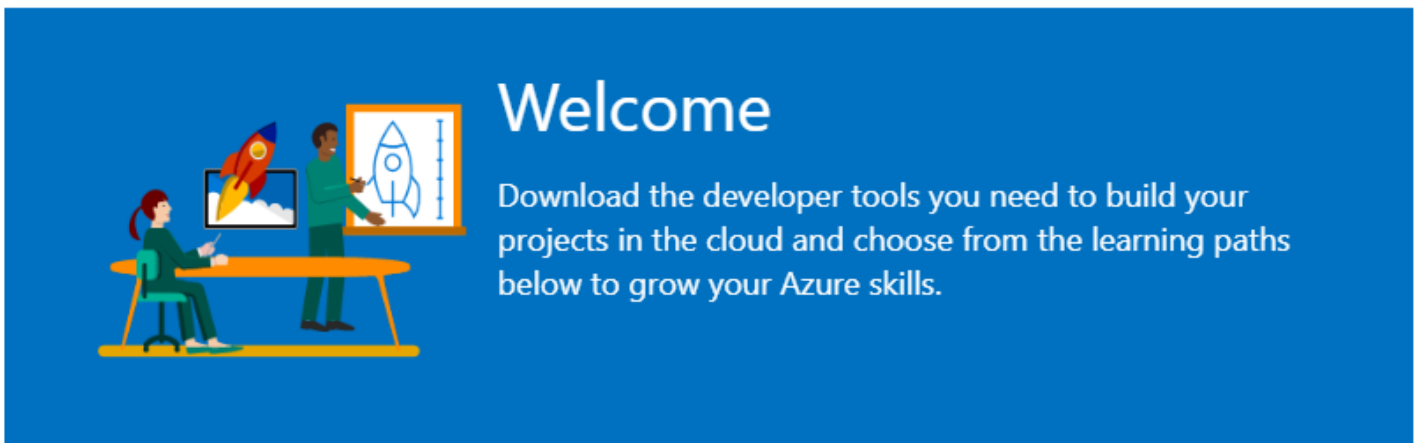 Welcome
Download the developer tools you need to build your
projects in the cloud and choose from the learning paths
below to grow your Azure skills.